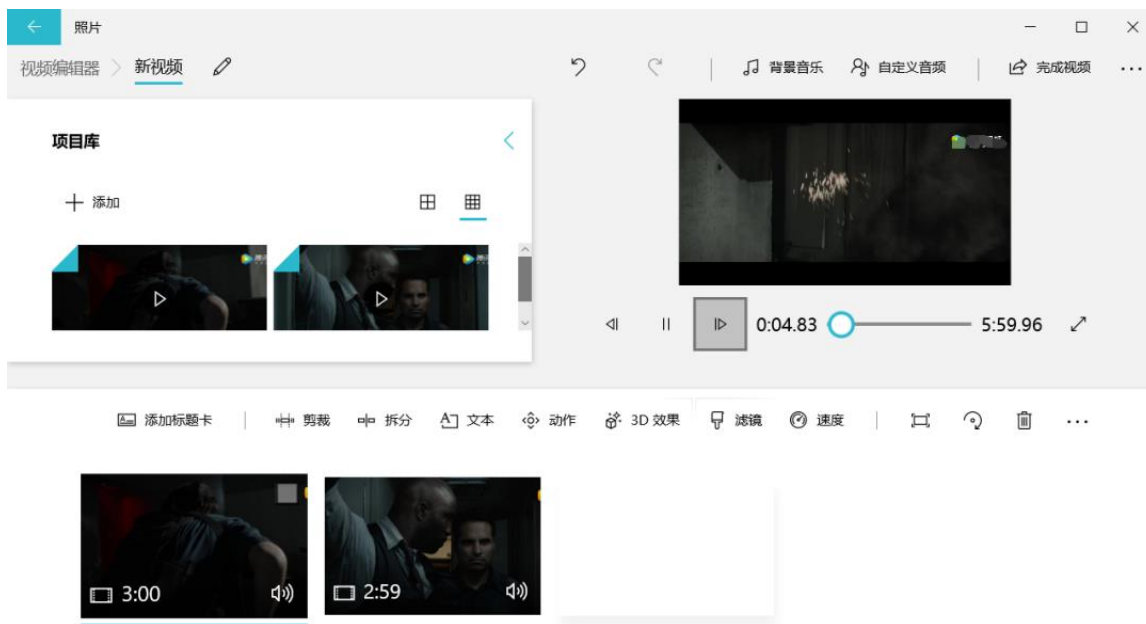 照片
视频编辑器 > 新视频
背景音乐 自定义音频 完成视频 ...
项目库
添加
0:04.83 5:59.96
添加标题卡 剪裁 拆分 文本 动作 3D 效果 滤镜 速度 ...
3:00 2:59